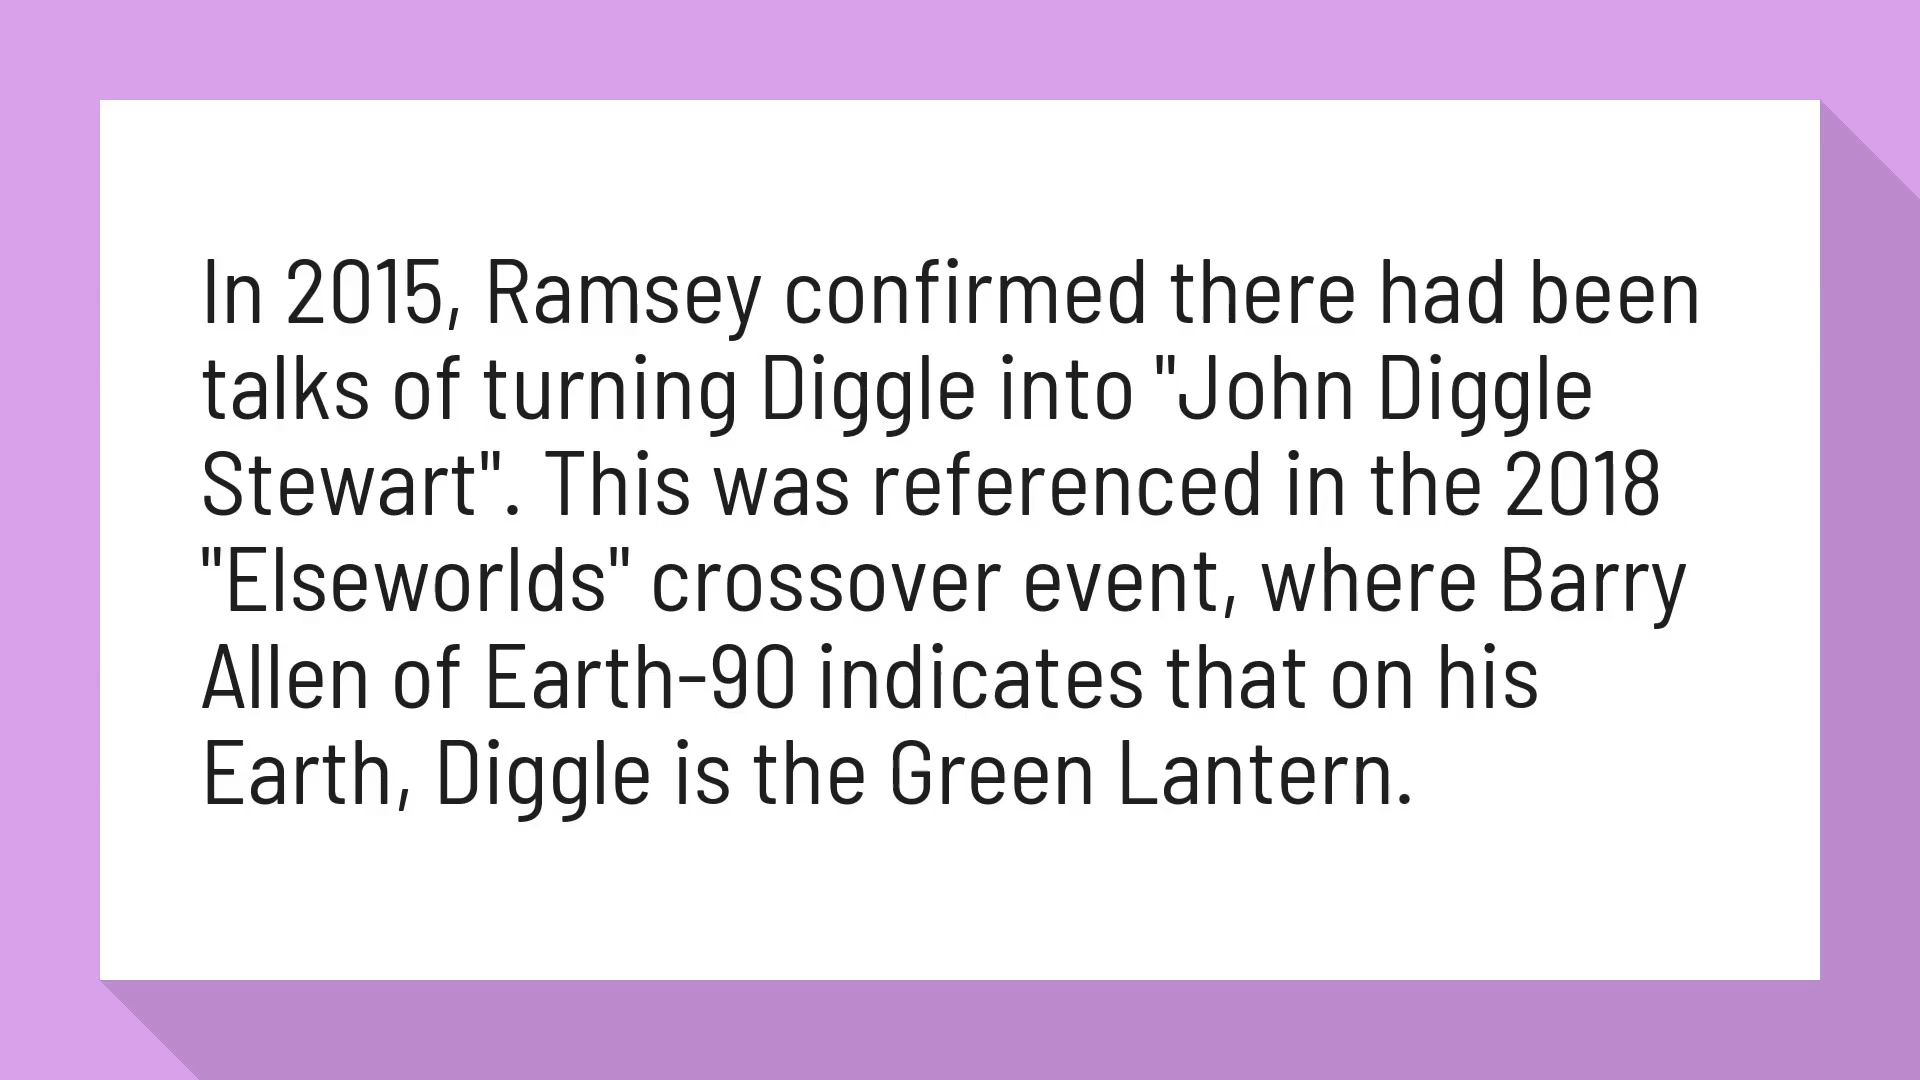 In 2015, Ramsey confirmed there had been
talks of turning Diggle into "John Diggle
Stewart". This was referenced in the 2018
"Elseworlds" crossover event, where Barry
Allen of Earth-90 indicates that on his
Earth, Diggle is the Green Lantern.